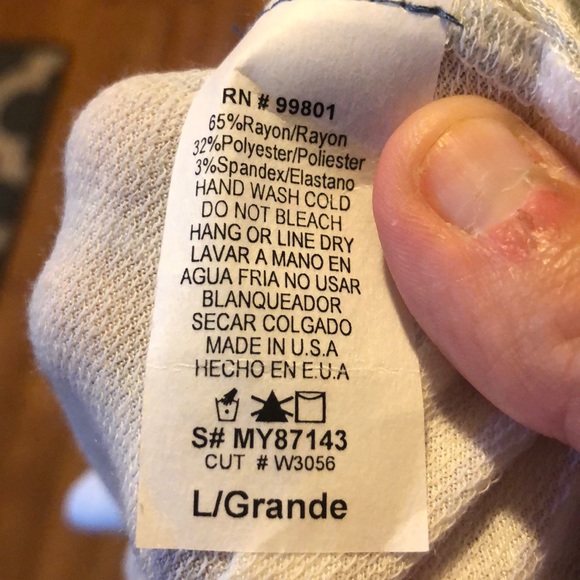 RN # 99801
65%Rayon/Rayon
32%Polyester/Poliester
3%Spandex/Elastano
HAND WASH COLD
DO NOT BLEACH
HANG OR LINE DRY
LAVAR A MANO EN
AGUA FRIA NO USAR
BLANQUEADOR
SECAR COLGADO
MADE IN U.S.A
HECHO EN E.U.A
S# MY87143
CUT # W3056
L/Grande